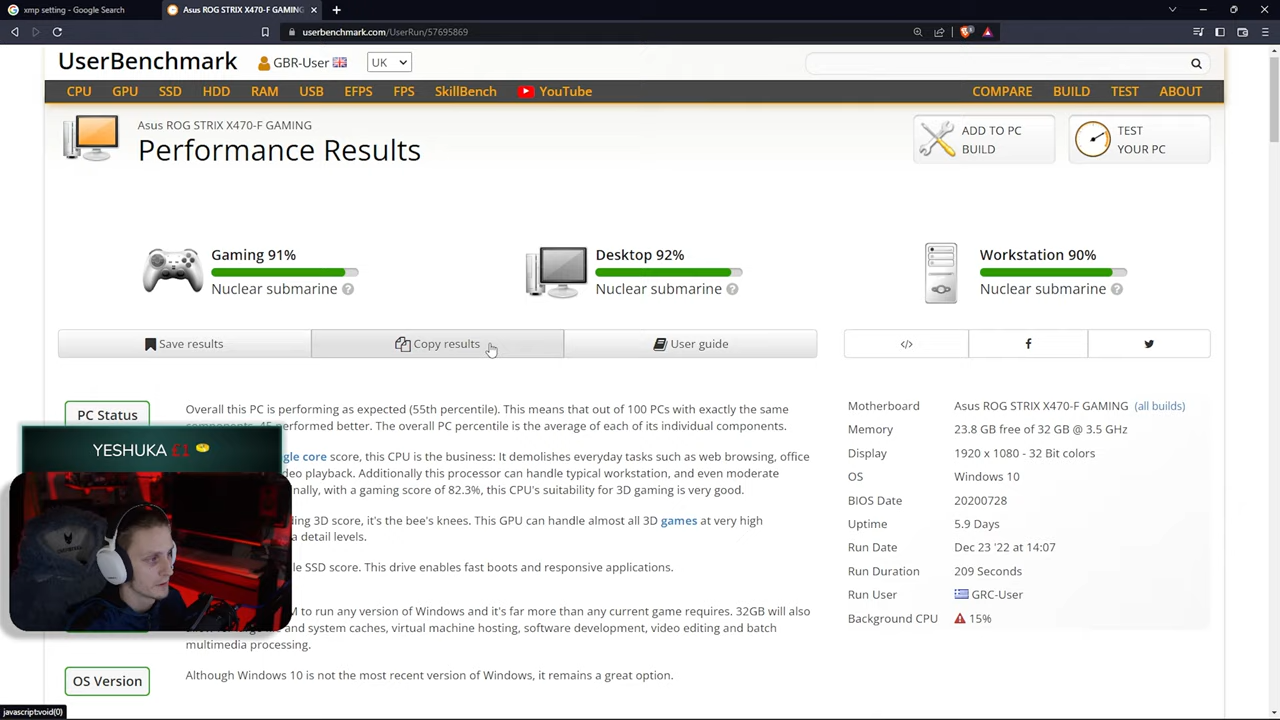 xmp setting - Google Search
Asus ROG STRIX X470-F GAMING
userbenchmark.com/UserRun/57695869
UserBenchmark
GBR-User
UK
CPU GPU SSD HDD RAM USB EFPS FPS SkillBench YouTube
COMPARE BUILD TEST ABOUT
Asus ROG STRIX X470-F GAMING
Performance Results
ADD TO PC
BUILD
TEST
YOUR PC
Gaming 91%
Nuclear submarine ?
Desktop 92%
Nuclear submarine ?
Workstation 90%
Nuclear submarine ?
Save results
Copy results
User guide
</>
PC Status
Overall this PC is performing as expected (55th percentile). This means that out of 100 PCs with exactly the same
performed better. The overall PC percentile is the average of each of its individual components.
YESHUKA £1
core score, this CPU is the business: It demolishes everyday tasks such as web browsing, office
playback. Additionally this processor can handle typical workstation, and even moderate
with a gaming score of 82.3%, this CPU's suitability for 3D gaming is very good.
3D score, it's the bee's knees. This GPU can handle almost all 3D games at very high
detail levels.
SSD score. This drive enables fast boots and responsive applications.
to run any version of Windows and it's far more than any current game requires. 32GB will also
and system caches, virtual machine hosting, software development, video editing and batch
multimedia processing.
OS Version
Although Windows 10 is not the most recent version of Windows, it remains a great option.
Motherboard Asus ROG STRIX X470-F GAMING (all builds)
Memory 23.8 GB free of 32 GB @ 3.5 GHz
Display 1920 x 1080 - 32 Bit colors
OS Windows 10
BIOS Date 20200728
Uptime 5.9 Days
Run Date Dec 23 '22 at 14:07
Run Duration 209 Seconds
Run User GRC-User
Background CPU 15%
javascript:void(0)